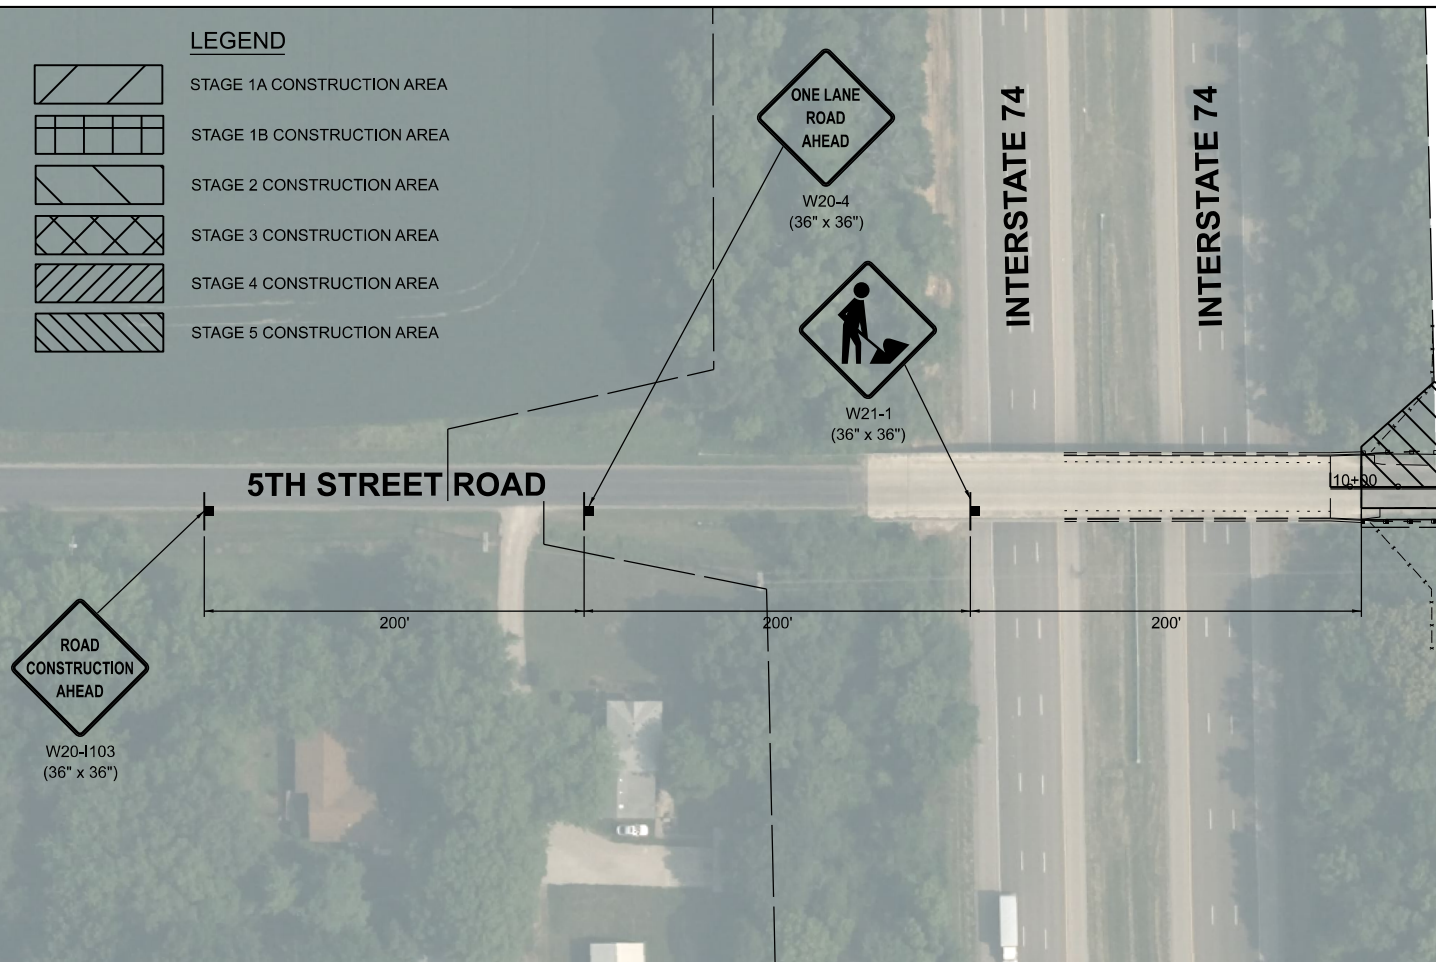 LEGEND
STAGE 1A CONSTRUCTION AREA
STAGE 1B CONSTRUCTION AREA
STAGE 2 CONSTRUCTION AREA
STAGE 3 CONSTRUCTION AREA
STAGE 4 CONSTRUCTION AREA
STAGE 5 CONSTRUCTION AREA
ONE LANE
ROAD
AHEAD
W20-4
(36" x 36")
W21-1
(36" x 36")
INTERSTATE 74
INTERSTATE 74
5TH STREET ROAD
10+00
200'
200'
200'
ROAD
CONSTRUCTION
AHEAD
W20-I103
(36" x 36")